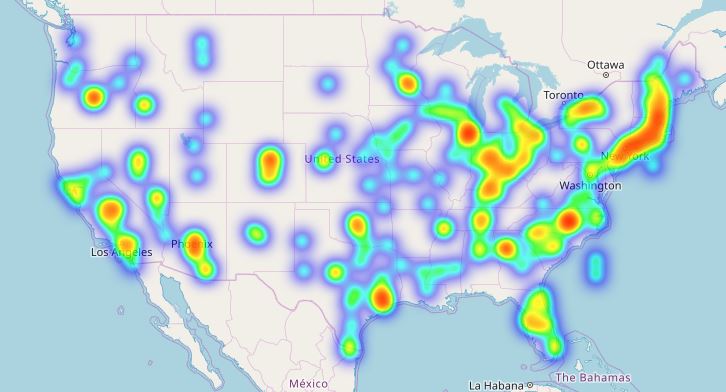 Ottawa
Toronto
United States
New York
Washington
Phoenix
Los Angeles
México
La Habana
The Bahamas